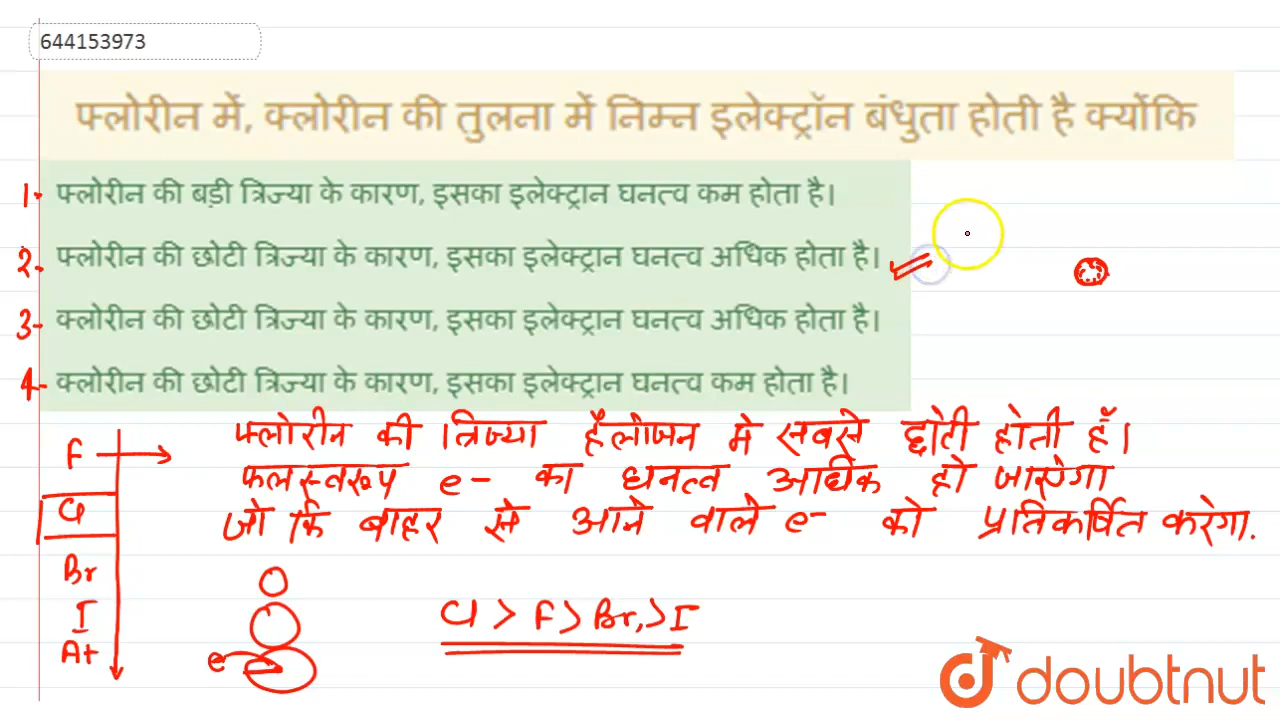 644153973
फ्लोरीन में, क्लोरीन की तुलना में निम्न इलेक्ट्रॉन बंधुता होती है क्योंकि
1- फ्लोरीन की बड़ी त्रिज्या के कारण, इसका इलेक्ट्रान घनत्व कम होता है।
2- फ्लोरीन की छोटी त्रिज्या के कारण, इसका इलेक्ट्रान घनत्व अधिक होता है।
3- क्लोरीन की छोटी त्रिज्या के कारण, इसका इलेक्ट्रान घनत्व अधिक होता है।
4- क्लोरीन की छोटी त्रिज्या के कारण, इसका इलेक्ट्रान घनत्व कम होता है।
फ्लोरीन की त्रिज्या हैलोजन मे सबसे छोटी होती हैं।
F
फलस्वरूप e- का घनत्व अधिक हो जाएगा
Cl
जो कि बाहर से आने वाले e- को प्रतिकर्षित करेगा.
Br
I
Cl > F > Br > I
At
e-
doubtnut